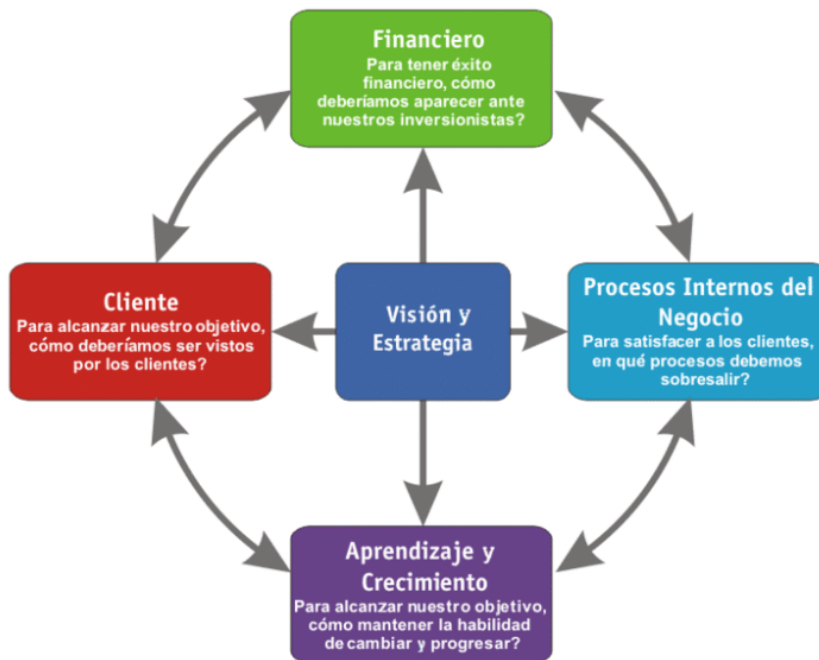 Financiero
Para tener éxito
financiero, cómo
deberíamos aparecer ante
nuestros inversionistas?
Cliente
Para alcanzar nuestro objetivo,
cómo deberíamos ser vistos
por los clientes?
Visión y
Estrategia
Procesos Internos del
Negocio
Para satisfacer a los clientes,
en qué procesos debemos
sobresalir?
Aprendizaje y
Crecimiento
Para alcanzar nuestro objetivo,
cómo mantener la habilidad
de cambiar y progresar?